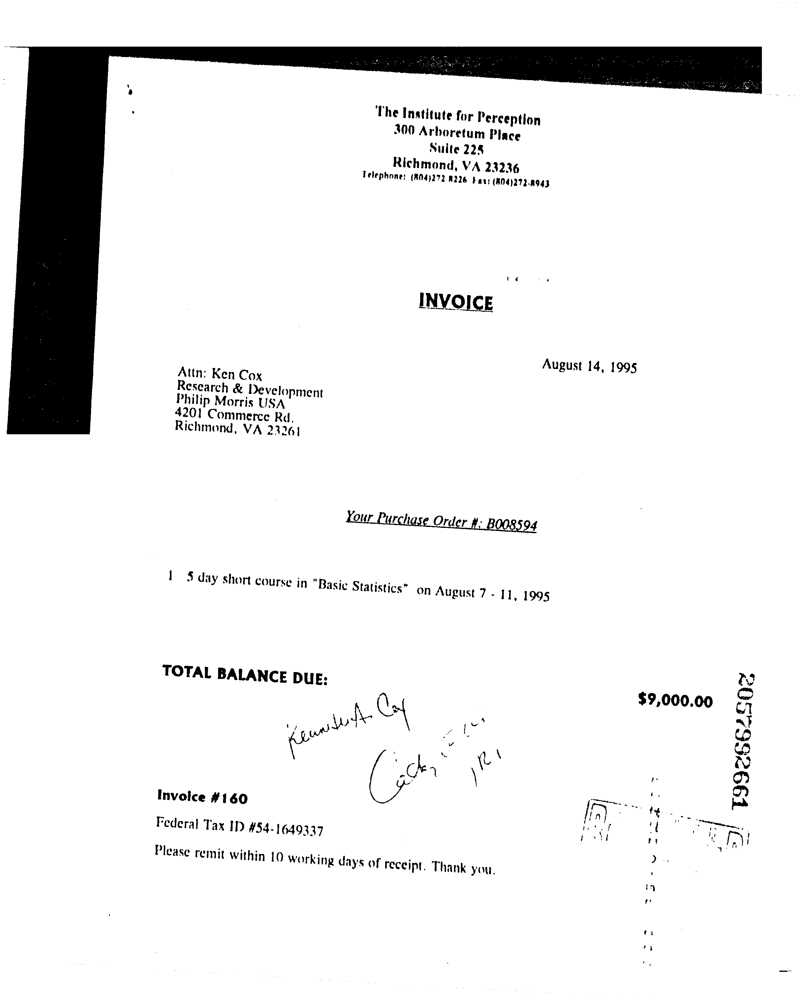 The Institute for Perception
300 Arboretum Place
Suite 225
Richmond, VA 23236
Telephone: (804)272 8226 Fax: (804)272-8943
INVOICE
August 14, 1995
Attn: Ken Cox
Research & Development
Philip Morris USA
4201 Commerce Rd.
Richmond, VA 23261
Your Purchase Order #: B008594
1 5 day short course in "Basic Statistics" on August 7 - 11, 1995
TOTAL BALANCE DUE:
$9,000.00
Kenneth A. Cox
Invoice #160
Federal Tax ID #54-1649337
Please remit within 10 working days of receipt. Thank you.
2057992661